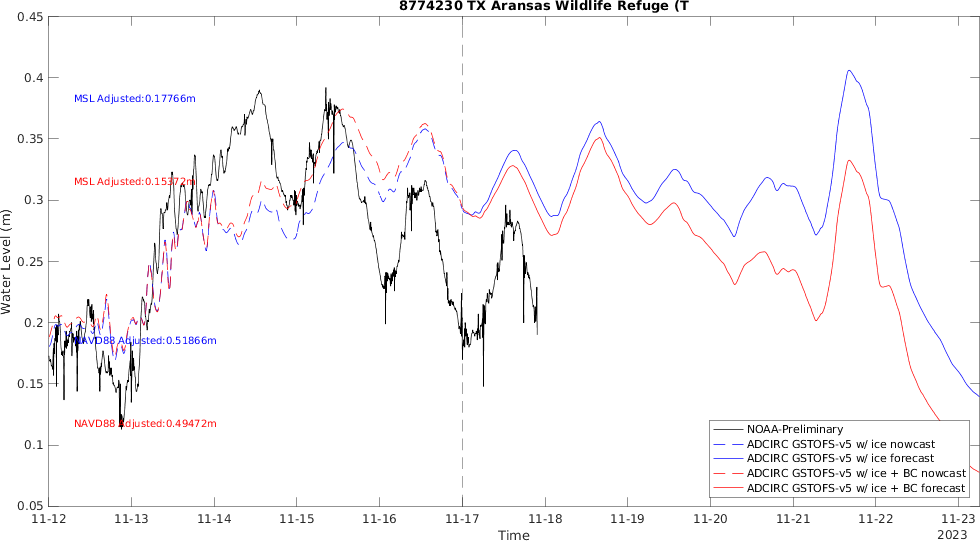 8774230 TX Aransas Wildlife Refuge (T
0.45
0.4
0.35
0.3
0.25
0.2
0.15
0.1
0.05
Water Level (m)
MSL Adjusted:0.17766m
MSL Adjusted:0.15372m
NAVD88 Adjusted:0.51866m
NAVD88 Adjusted:0.49472m
NOAA-Preliminary
ADCIRC GSTOFS-v5 w/ ice nowcast
ADCIRC GSTOFS-v5 w/ ice forecast
ADCIRC GSTOFS-v5 w/ ice + BC nowcast
ADCIRC GSTOFS-v5 w/ ice + BC forecast
11-12 11-13 11-14 11-15 11-16 11-17 11-18 11-19 11-20 11-21 11-22 11-23
Time
2023